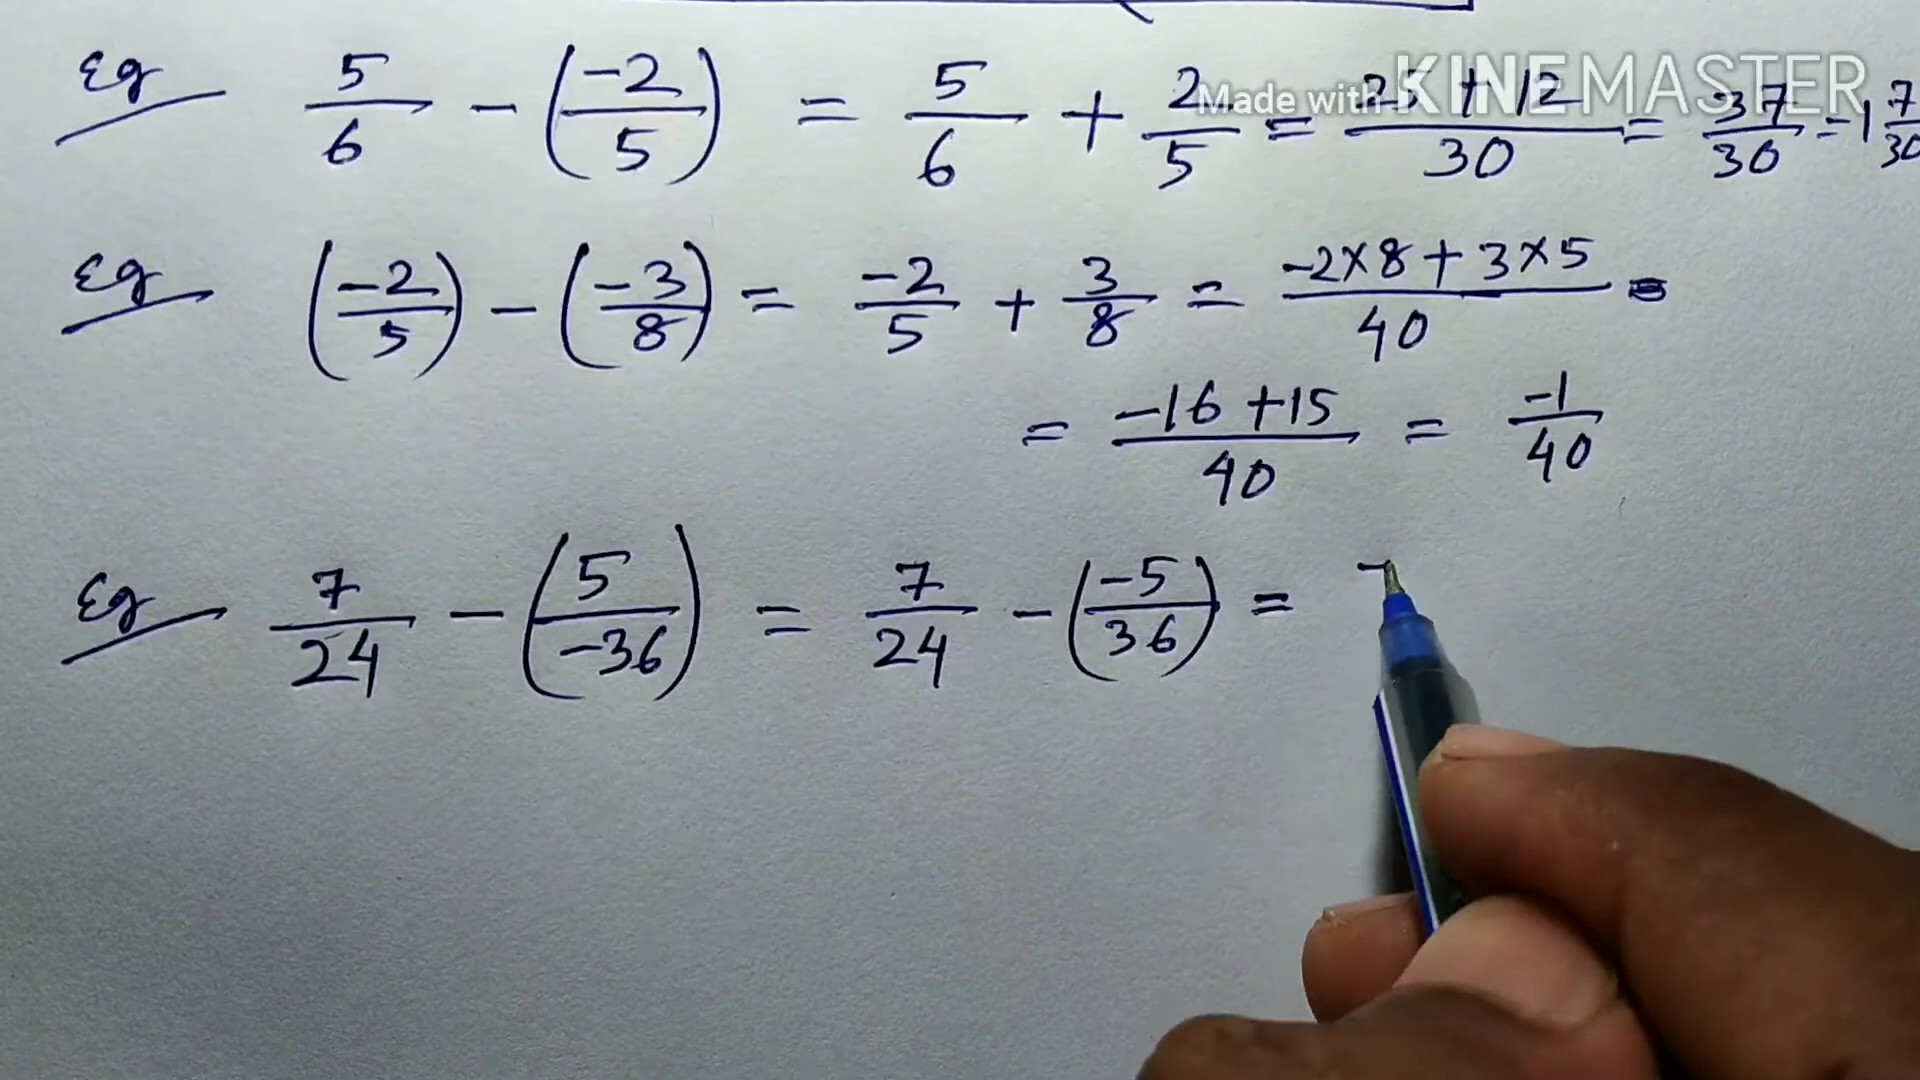 Eg 5/6 - (-2/5) = 5/6 + 2/5 = 25 + 12/30 = 37/30 = 1 7/30
Made with KINEMASTER
Eg (-2/5) - (-3/8) = -2/5 + 3/8 = -2×8 + 3×5/40 =
= -16 +15/40 = -1/40
Eg 7/24 - (5/-36) = 7/24 - (-5/36) =